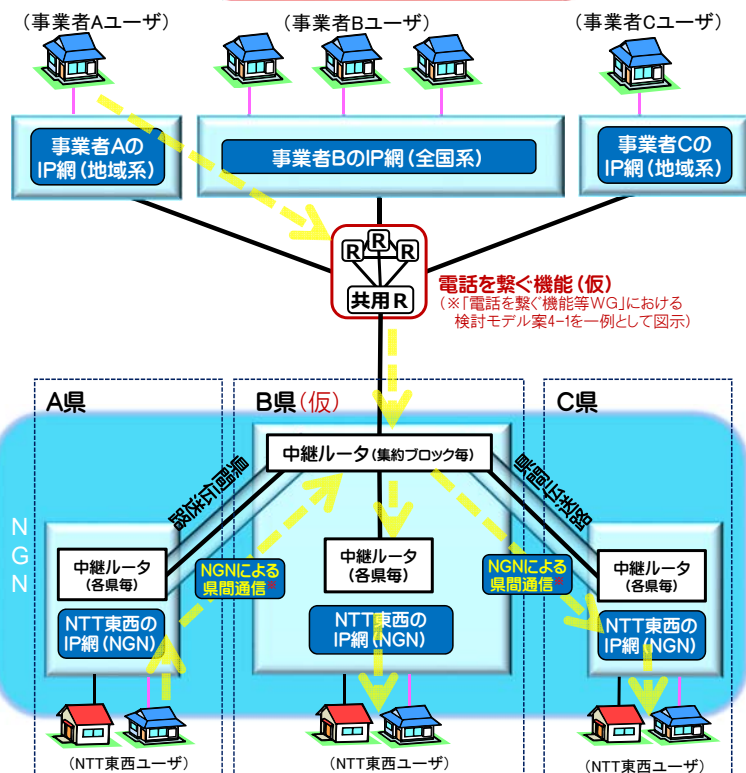 (事業者Aユーザ)
(事業者Bユーザ)
(事業者Cユーザ)
事業者Aの
IP網(地域系)
事業者BのIP網(全国系)
事業者Cの
IP網(地域系)
R
R
R
共用R
電話を繋ぐ機能(仮)
(※「電話を繋ぐ機能等WG」における
検討モデル案4-1を一例として図示)
A県
B県(仮)
C県
中継ルータ(集約ブロック毎)
県間伝送路
県間伝送路
NGN
中継ルータ
(各県毎)
NGNによる
県間通信※
中継ルータ
(各県毎)
NGNによる
県間通信※
中継ルータ
(各県毎)
NTT東西の
IP網(NGN)
NTT東西の
IP網(NGN)
NTT東西の
IP網(NGN)
(NTT東西ユーザ)
(NTT東西ユーザ)
(NTT東西ユーザ)